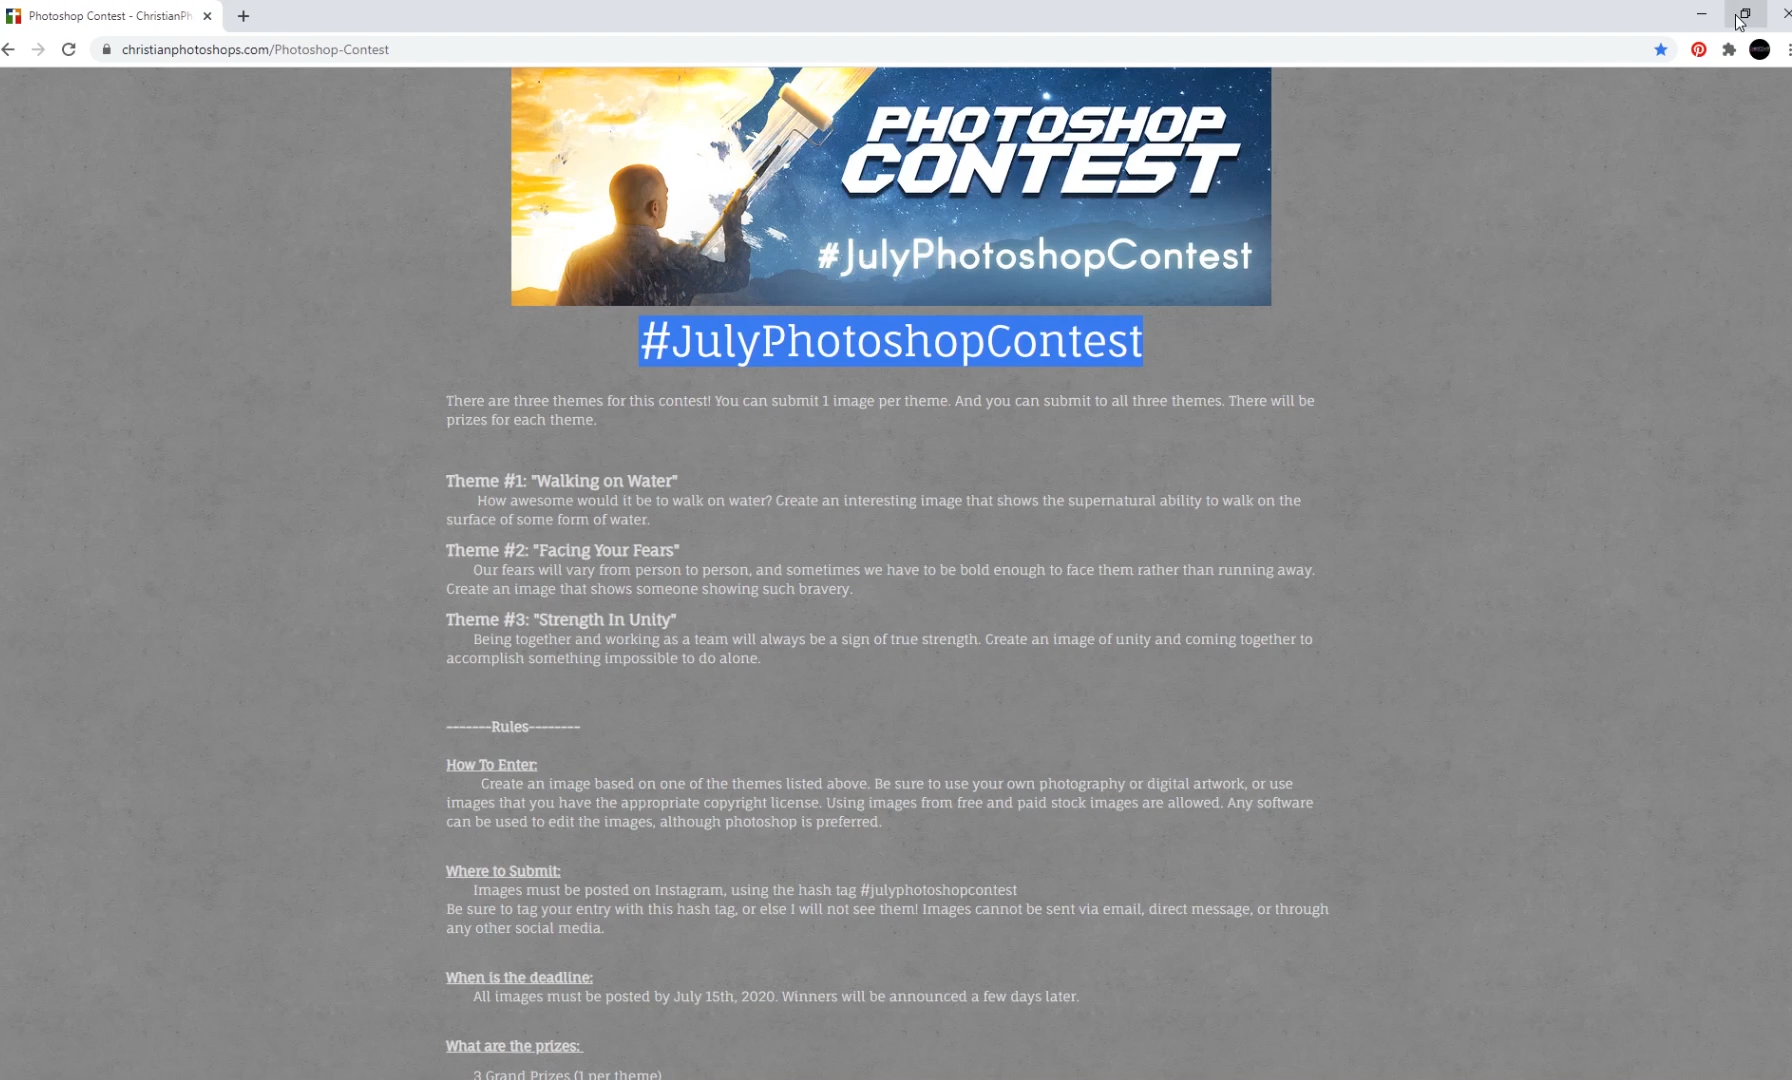 Photoshop Contest - ChristianPh
christianphotoshops.com/Photoshop-Contest
PHOTOSHOP
CONTEST
#JulyPhotoshopContest
#JulyPhotoshopContest
There are three themes for this contest! You can submit 1 image per theme. And you can submit to all three themes. There will be
prizes for each theme.
Theme #1: "Walking on Water"
How awesome would it be to walk on water? Create an interesting image that shows the supernatural ability to walk on the
surface of some form of water.
Theme #2: "Facing Your Fears"
Our fears will vary from person to person, and sometimes we have to be bold enough to face them rather than running away.
Create an image that shows someone showing such bravery.
Theme #3: "Strength In Unity"
Being together and working as a team will always be a sign of true strength. Create an image of unity and coming together to
accomplish something impossible to do alone.
-------Rules--------
How To Enter:
Create an image based on one of the themes listed above. Be sure to use your own photography or digital artwork, or use
images that you have the appropriate copyright license. Using images from free and paid stock images are allowed. Any software
can be used to edit the images, although photoshop is preferred.
Where to Submit:
Images must be posted on Instagram, using the hash tag #julyphotoshopcontest
Be sure to tag your entry with this hash tag, or else I will not see them! Images cannot be sent via email, direct message, or through
any other social media.
When is the deadline:
All images must be posted by July 15th, 2020. Winners will be announced a few days later.
What are the prizes:
3 Grand Prizes (1 per theme)